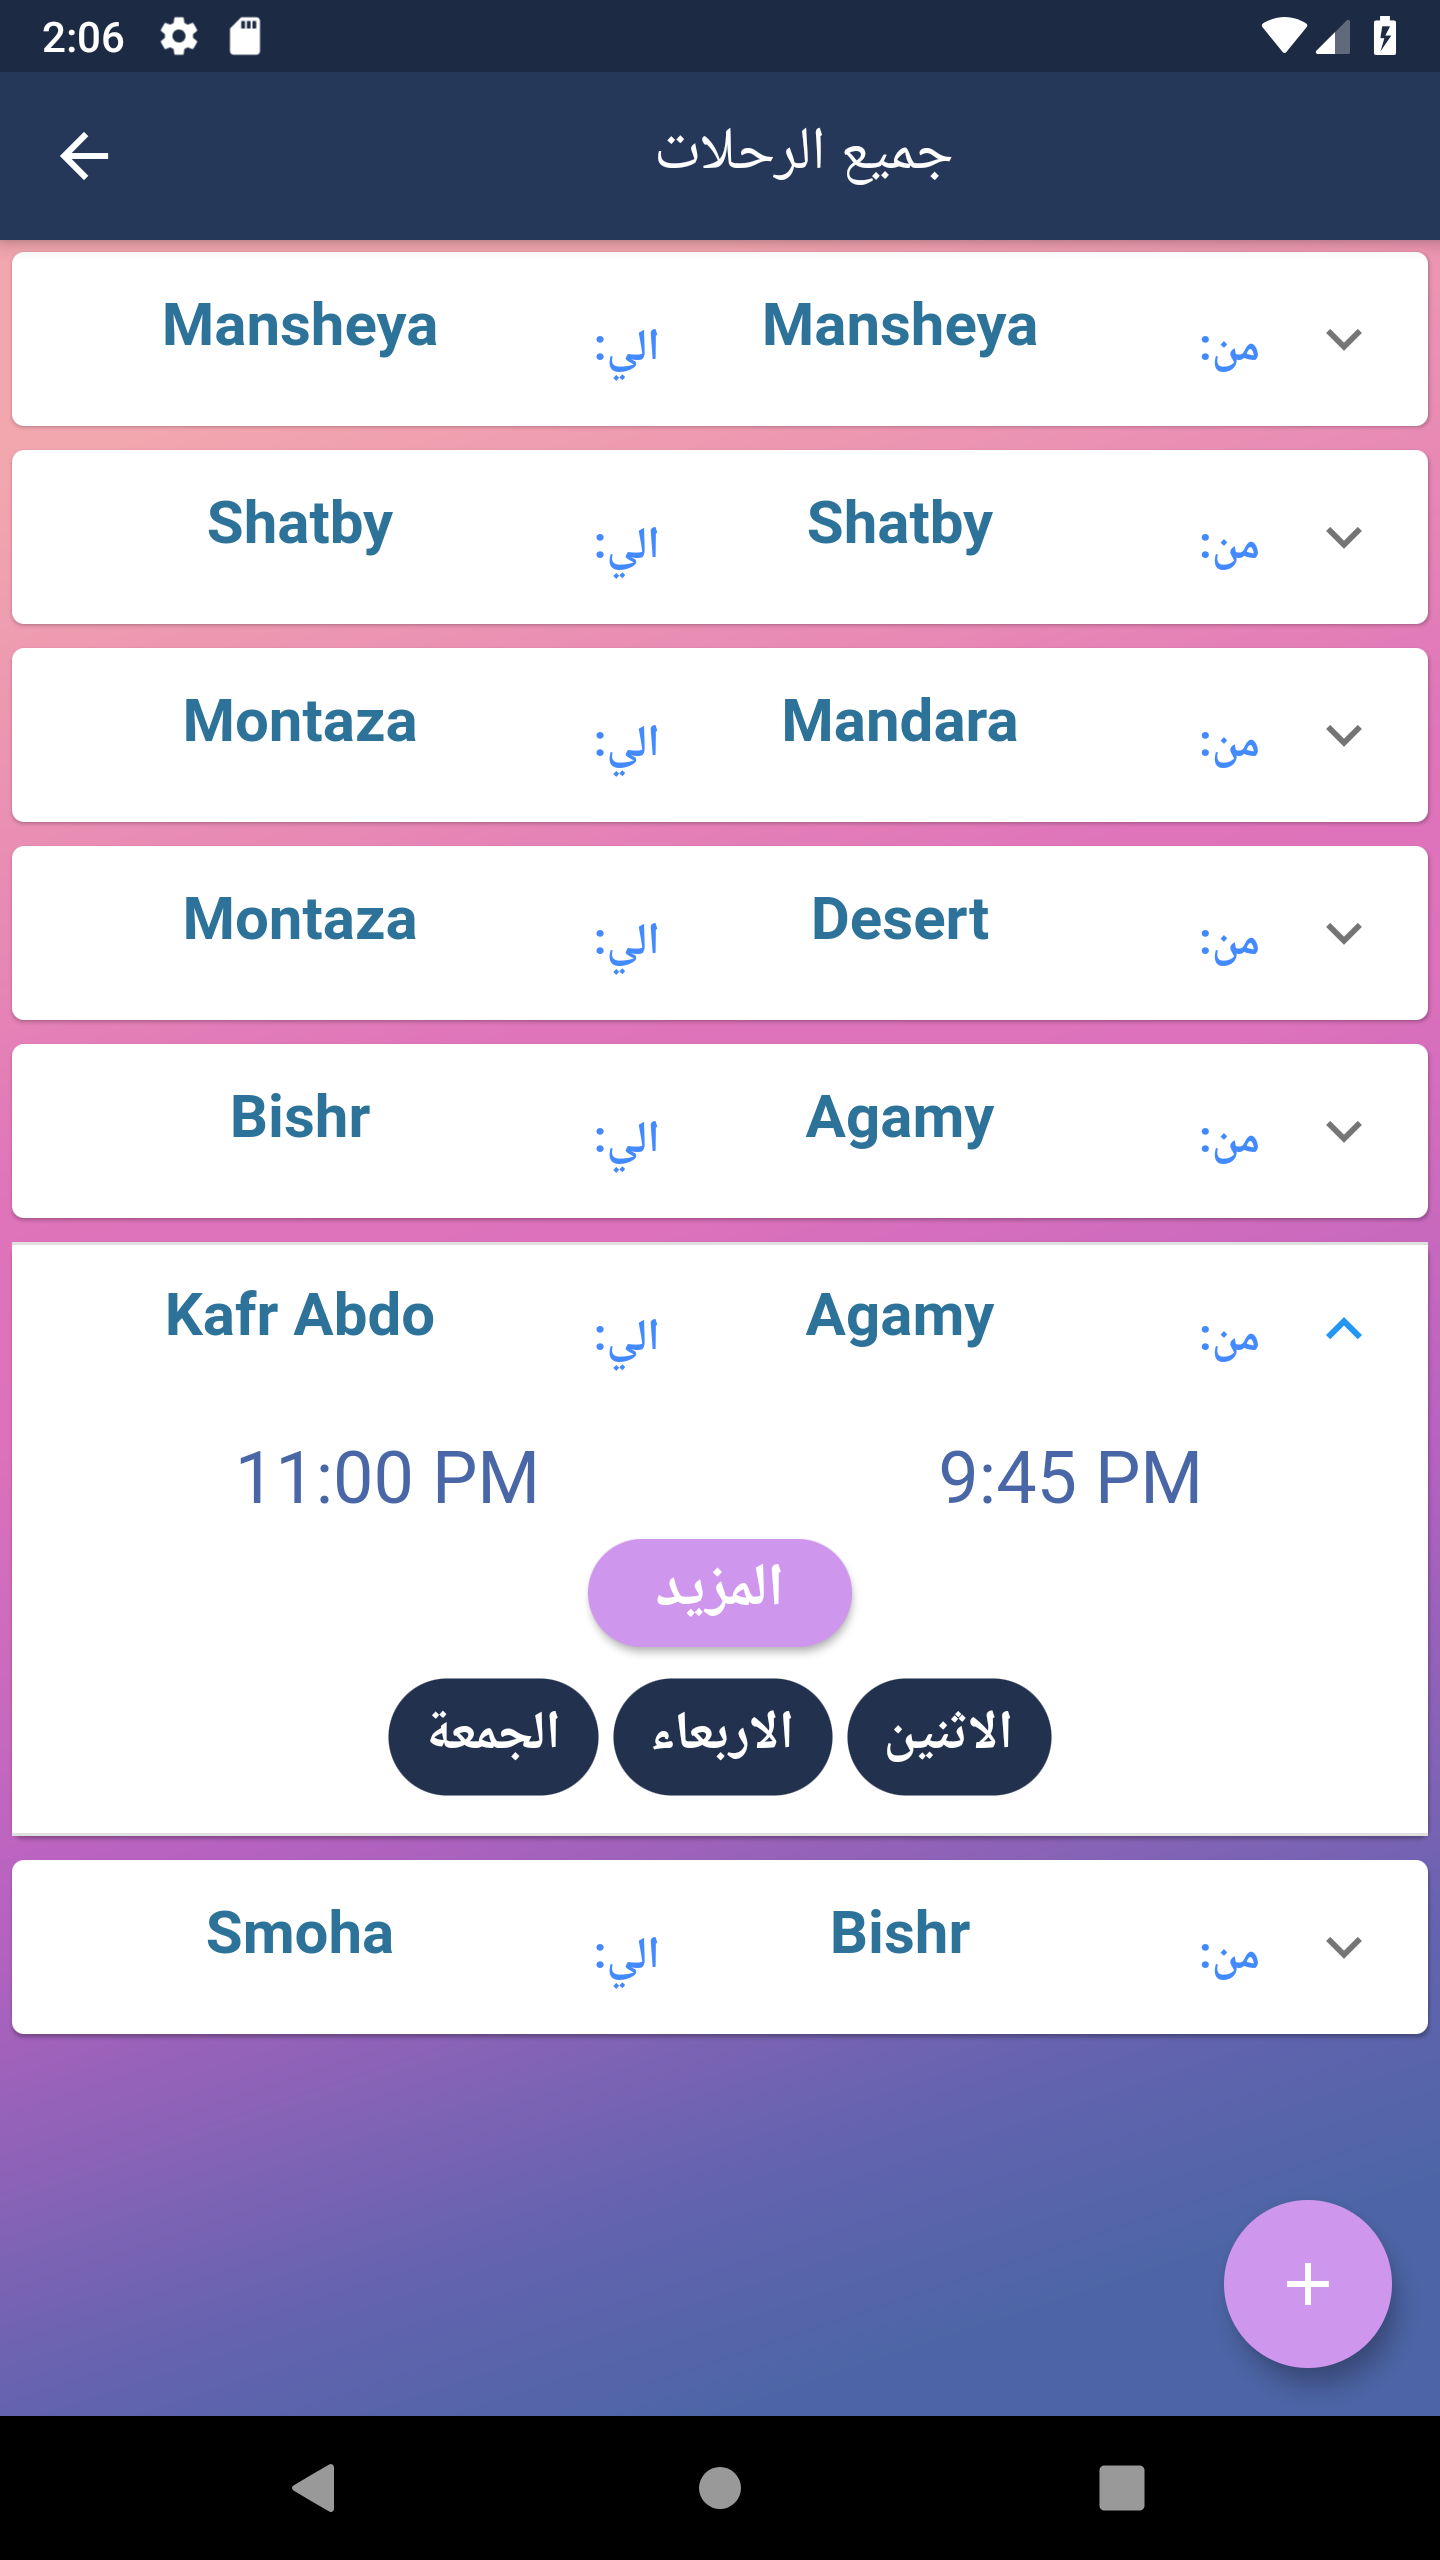 2:06
جميع الرحلات
من: Mansheya الي: Mansheya
من: Shatby الي: Shatby
من: Mandara الي: Montaza
من: Desert الي: Montaza
من: Agamy الي: Bishr
من: Agamy الي: Kafr Abdo
9:45 PM 11:00 PM
المزيد
الاثنين الاربعاء الجمعة
من: Bishr الي: Smoha